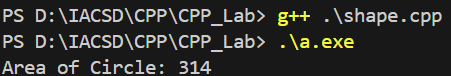 PS D:\IACSD\CPP\CPP_Lab> g++ .\shape.cpp
PS D:\IACSD\CPP\CPP_Lab> .\a.exe
Area of Circle: 314